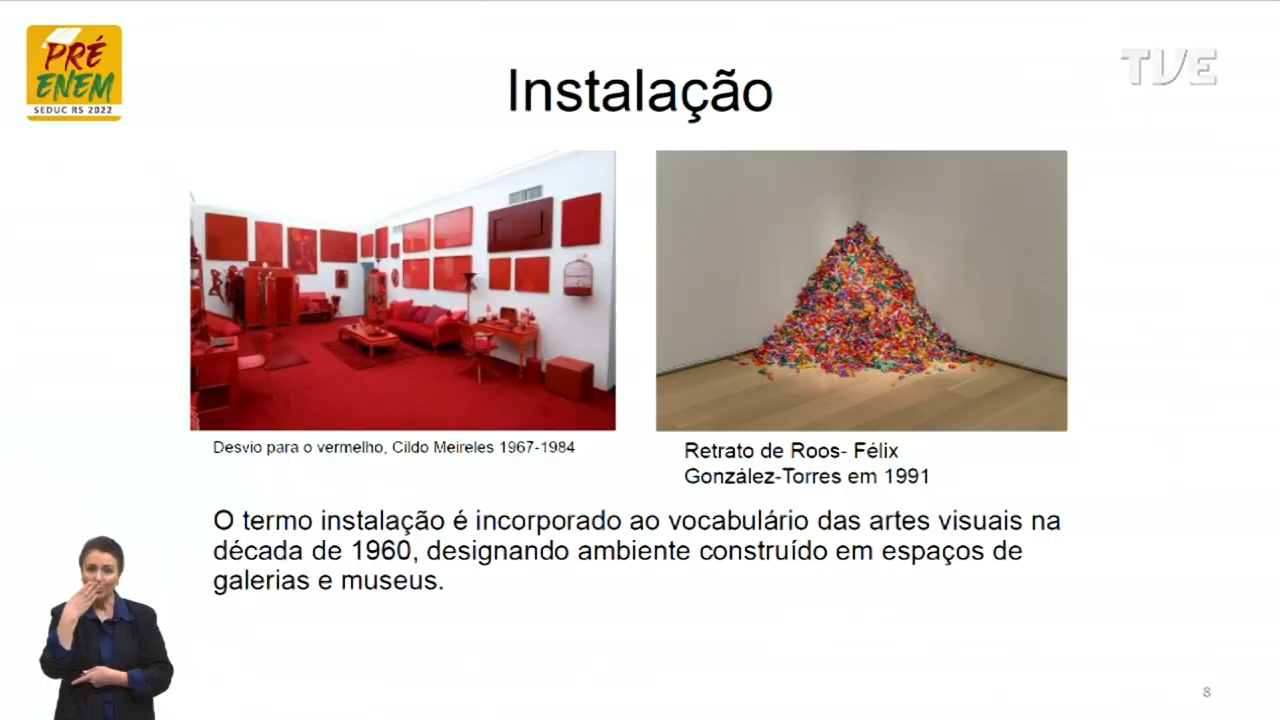 PRÉ
ENEM
SEDUC RS 2022
TVE
Instalação
Desvio para o vermelho, Cildo Meireles 1967-1984
Retrato de Roos- Félix
González-Torres em 1991
O termo instalação é incorporado ao vocabulário das artes visuais na
década de 1960, designando ambiente construído em espaços de
galerias e museus.
8